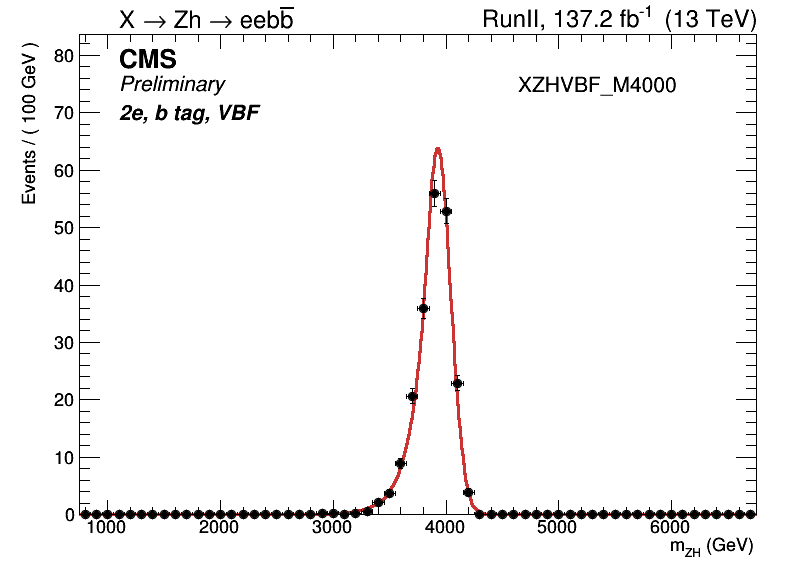 X → Zh → eebb̅ RunII, 137.2 fb⁻¹ (13 TeV)
CMS
Preliminary
2e, b tag, VBF
XZHVBF_M4000
Events / ( 100 GeV )
80
70
60
50
40
30
20
10
0
1000 2000 3000 4000 5000 6000
m_ZH (GeV)